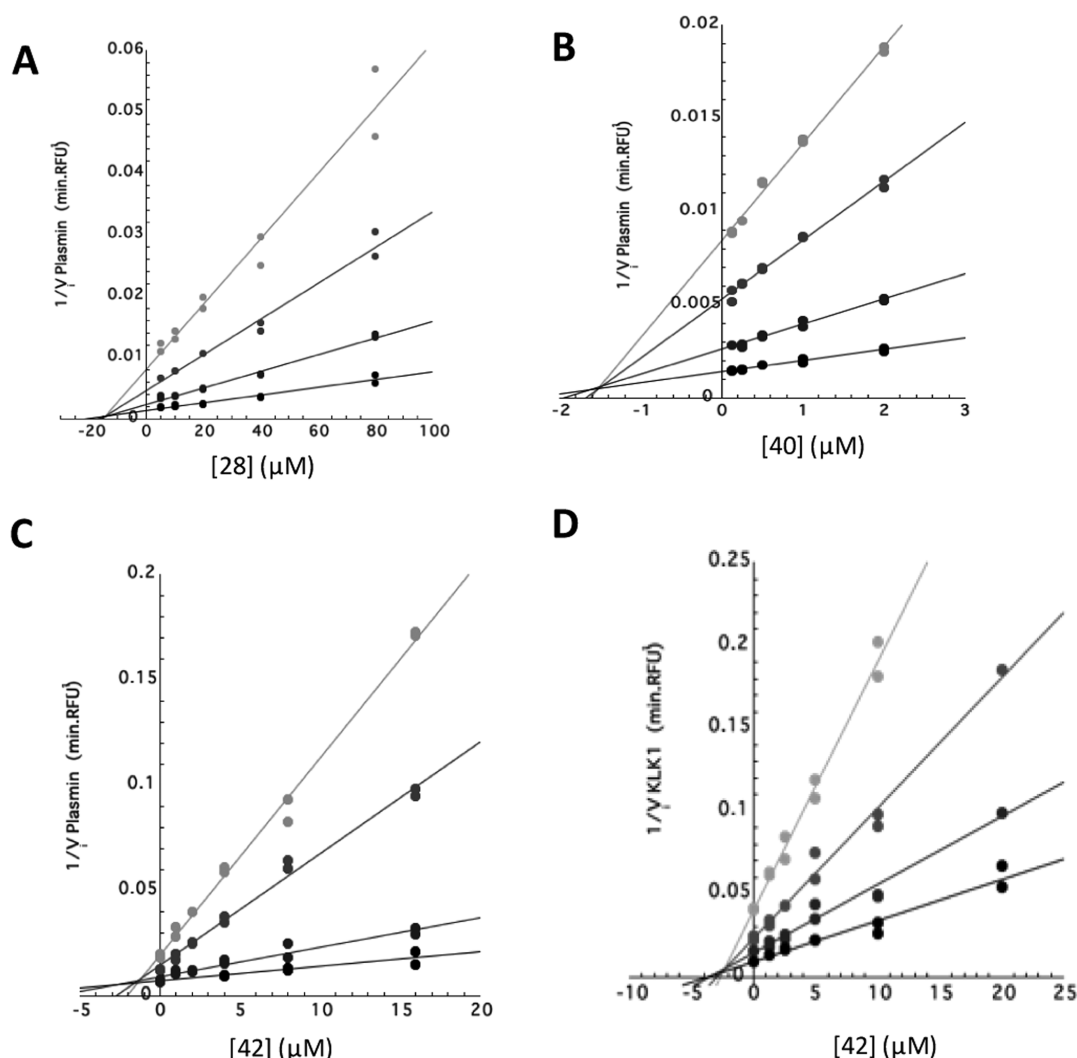 A
1/Vi Plasmin (min.RFU⁻¹)
0.06
0.05
0.04
0.03
0.02
0.01
0
-20 0 20 40 60 80 100
[28] (µM)
B
1/Vi Plasmin (min.RFU⁻¹)
0.02
0.015
0.01
0.005
0
-2 -1 0 1 2 3
[40] (µM)
C
1/Vi Plasmin (min.RFU⁻¹)
0.2
0.15
0.1
0.05
0
-5 0 5 10 15 20
[42] (µM)
D
1/Vi KLK1 (min.RFU⁻¹)
0.25
0.2
0.15
0.1
0.05
0
-10 -5 0 5 10 15 20 25
[42] (µM)